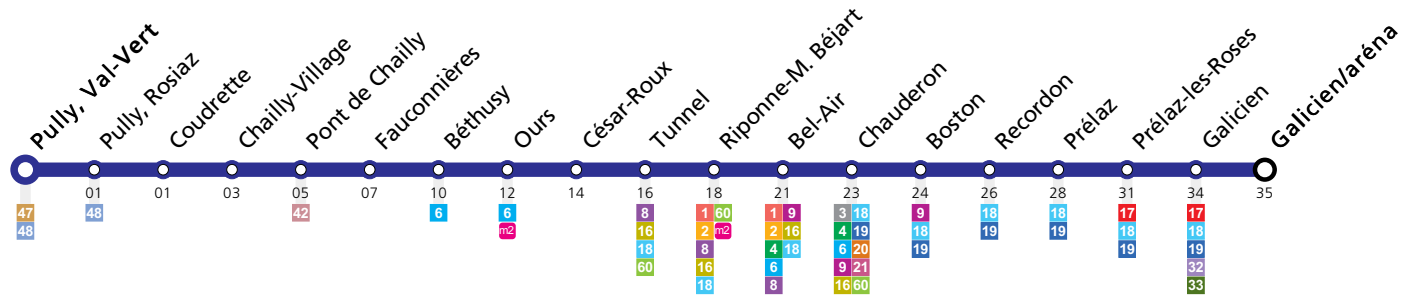 Pully, Val-Vert
Pully, Rosiaz
Coudrette
Chailly-Village
Pont de Chailly
Fauconnières
Béthusy
Ours
César-Roux
Tunnel
Riponne-M. Béjart
Bel-Air
Chauderon
Boston
Recordon
Prélaz
Prélaz-les-Roses
Galicien
Galicien/aréna
01 01 03 05 07 10 12 14 16 18 21 23 24 26 28 31 34 35
47 48 42 6 6 8 1 60 1 9 3 18 9 18 18 17 17
48 m2 16 2 m2 2 16 4 19 18 19 19 18 18
18 8 4 18 6 20 19 19 19
60 16 6 9 21 32
18 8 16 60 33